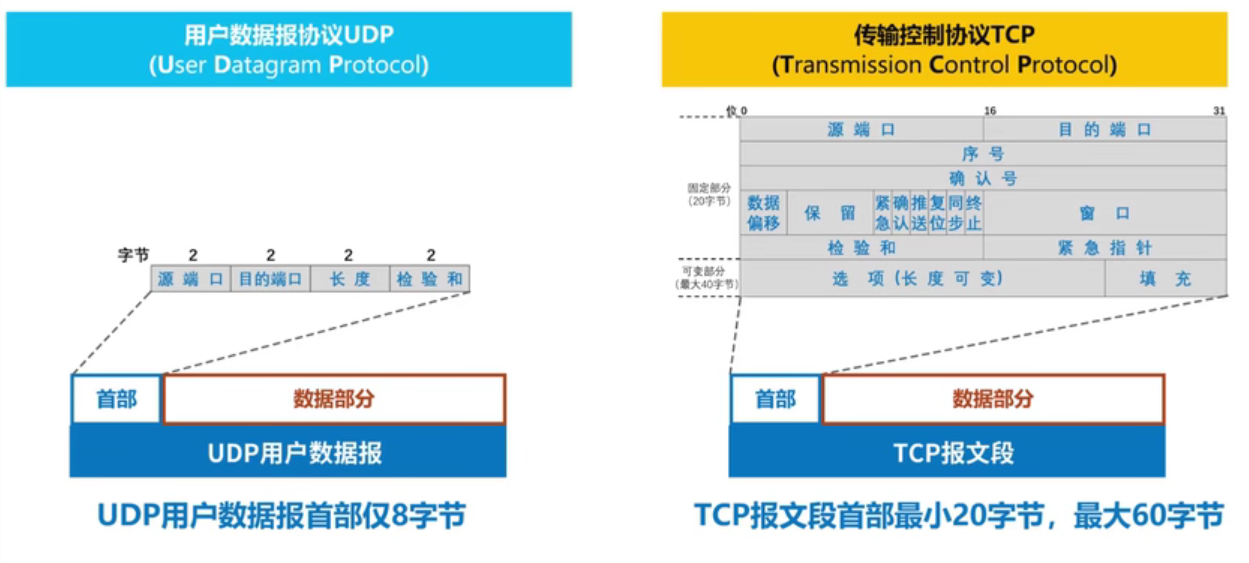 用户数据报协议UDP
(User Datagram Protocol)
字节 2 2 2 2
源端口 目的端口 长度 检验和
首部 数据部分
UDP用户数据报
UDP用户数据报首部仅8字节
传输控制协议TCP
(Transmission Control Protocol)
位 0 16 31
源端口 目的端口
序号
确认号
固定部分
(20字节)
数据偏移 保留 紧急 确认 推送 复位 同步 终止 窗口
检验和 紧急指针
可变部分
(最大40字节)
选项(长度可变) 填充
首部 数据部分
TCP报文段
TCP报文段首部最小20字节，最大60字节